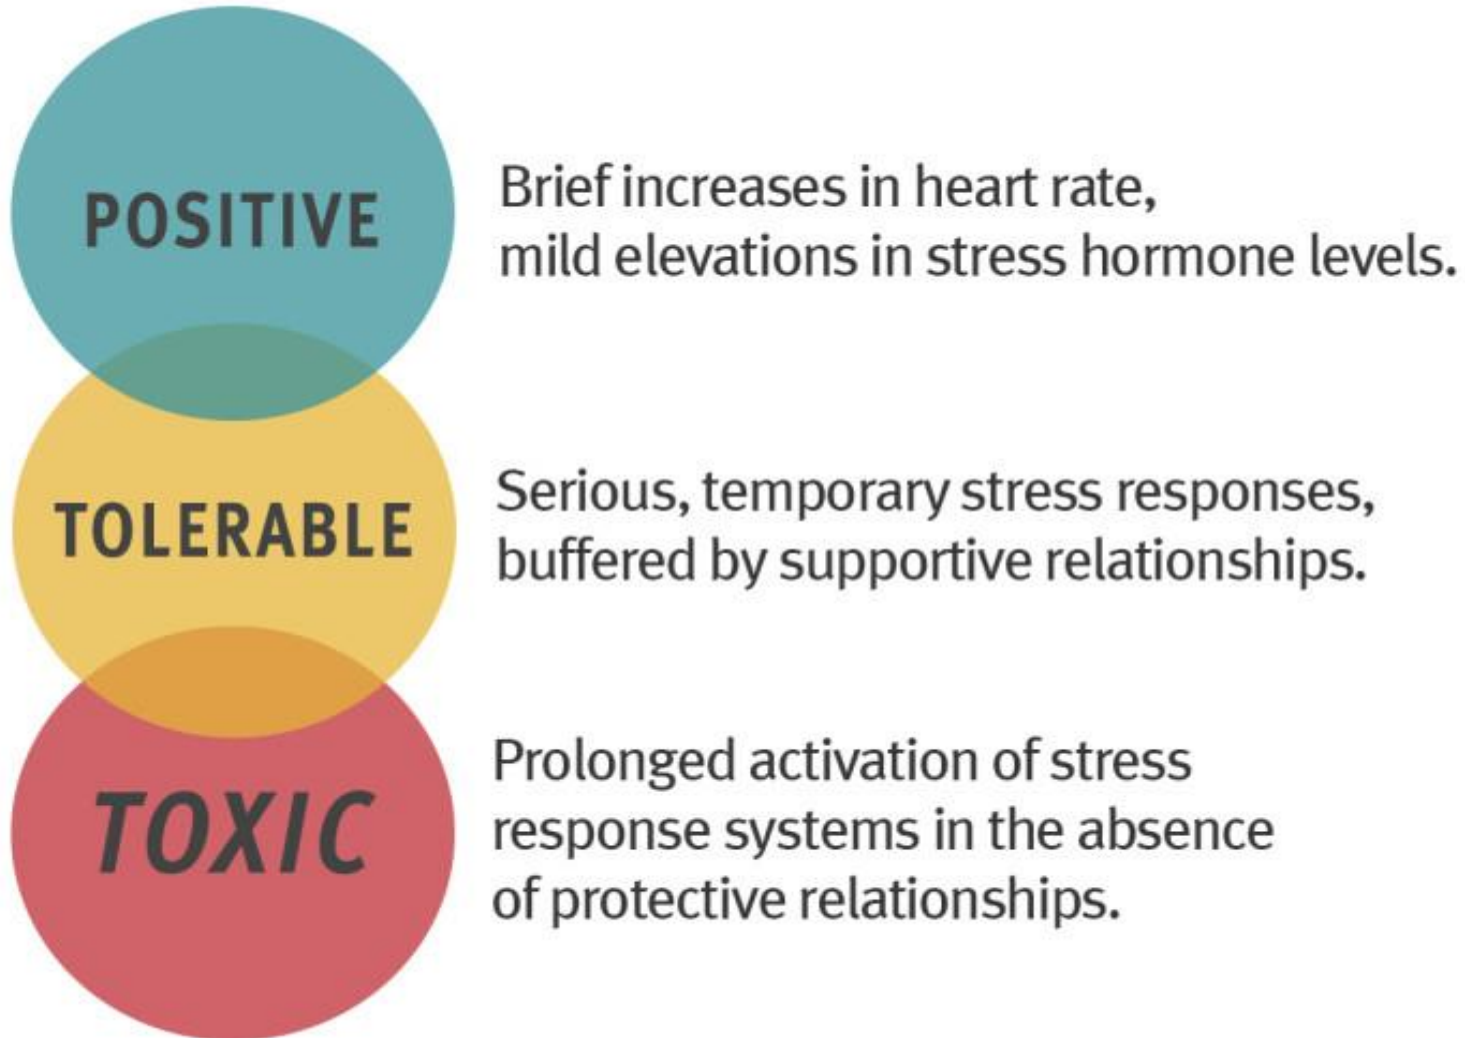 POSITIVE
Brief increases in heart rate,
mild elevations in stress hormone levels.
TOLERABLE
Serious, temporary stress responses,
buffered by supportive relationships.
TOXIC
Prolonged activation of stress
response systems in the absence
of protective relationships.